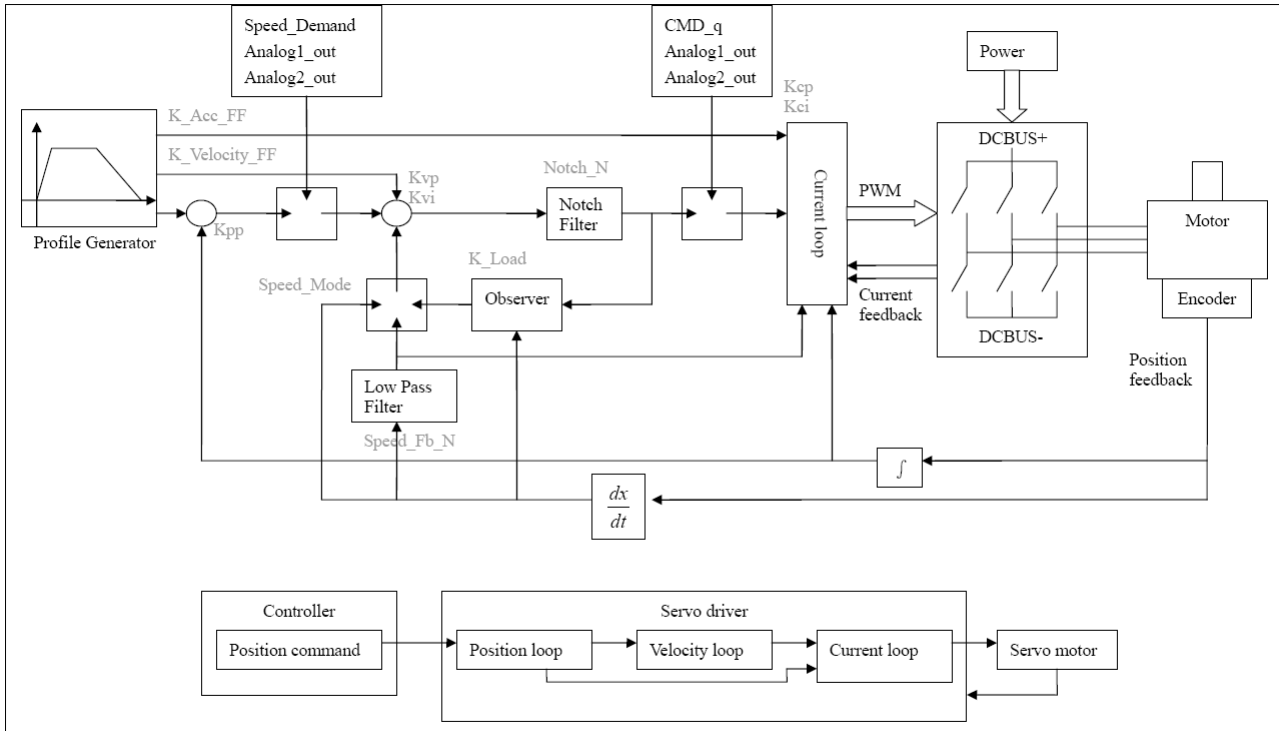 Speed_Demand
Analog1_out
Analog2_out
CMD_q
Analog1_out
Analog2_out
Power
K_Acc_FF
K_Velocity_FF
Kcp
Kci
DCBUS+
Kvp
Kvi
Notch_N
PWM
Kpp
Notch
Filter
Current loop
Motor
Profile Generator
Speed_Mode
K_Load
Observer
Current
feedback
Encoder
DCBUS-
Position
feedback
Low Pass
Filter
Speed_Fb_N
∫
dx
dt
Controller
Servo driver
Position command
Position loop
Velocity loop
Current loop
Servo motor